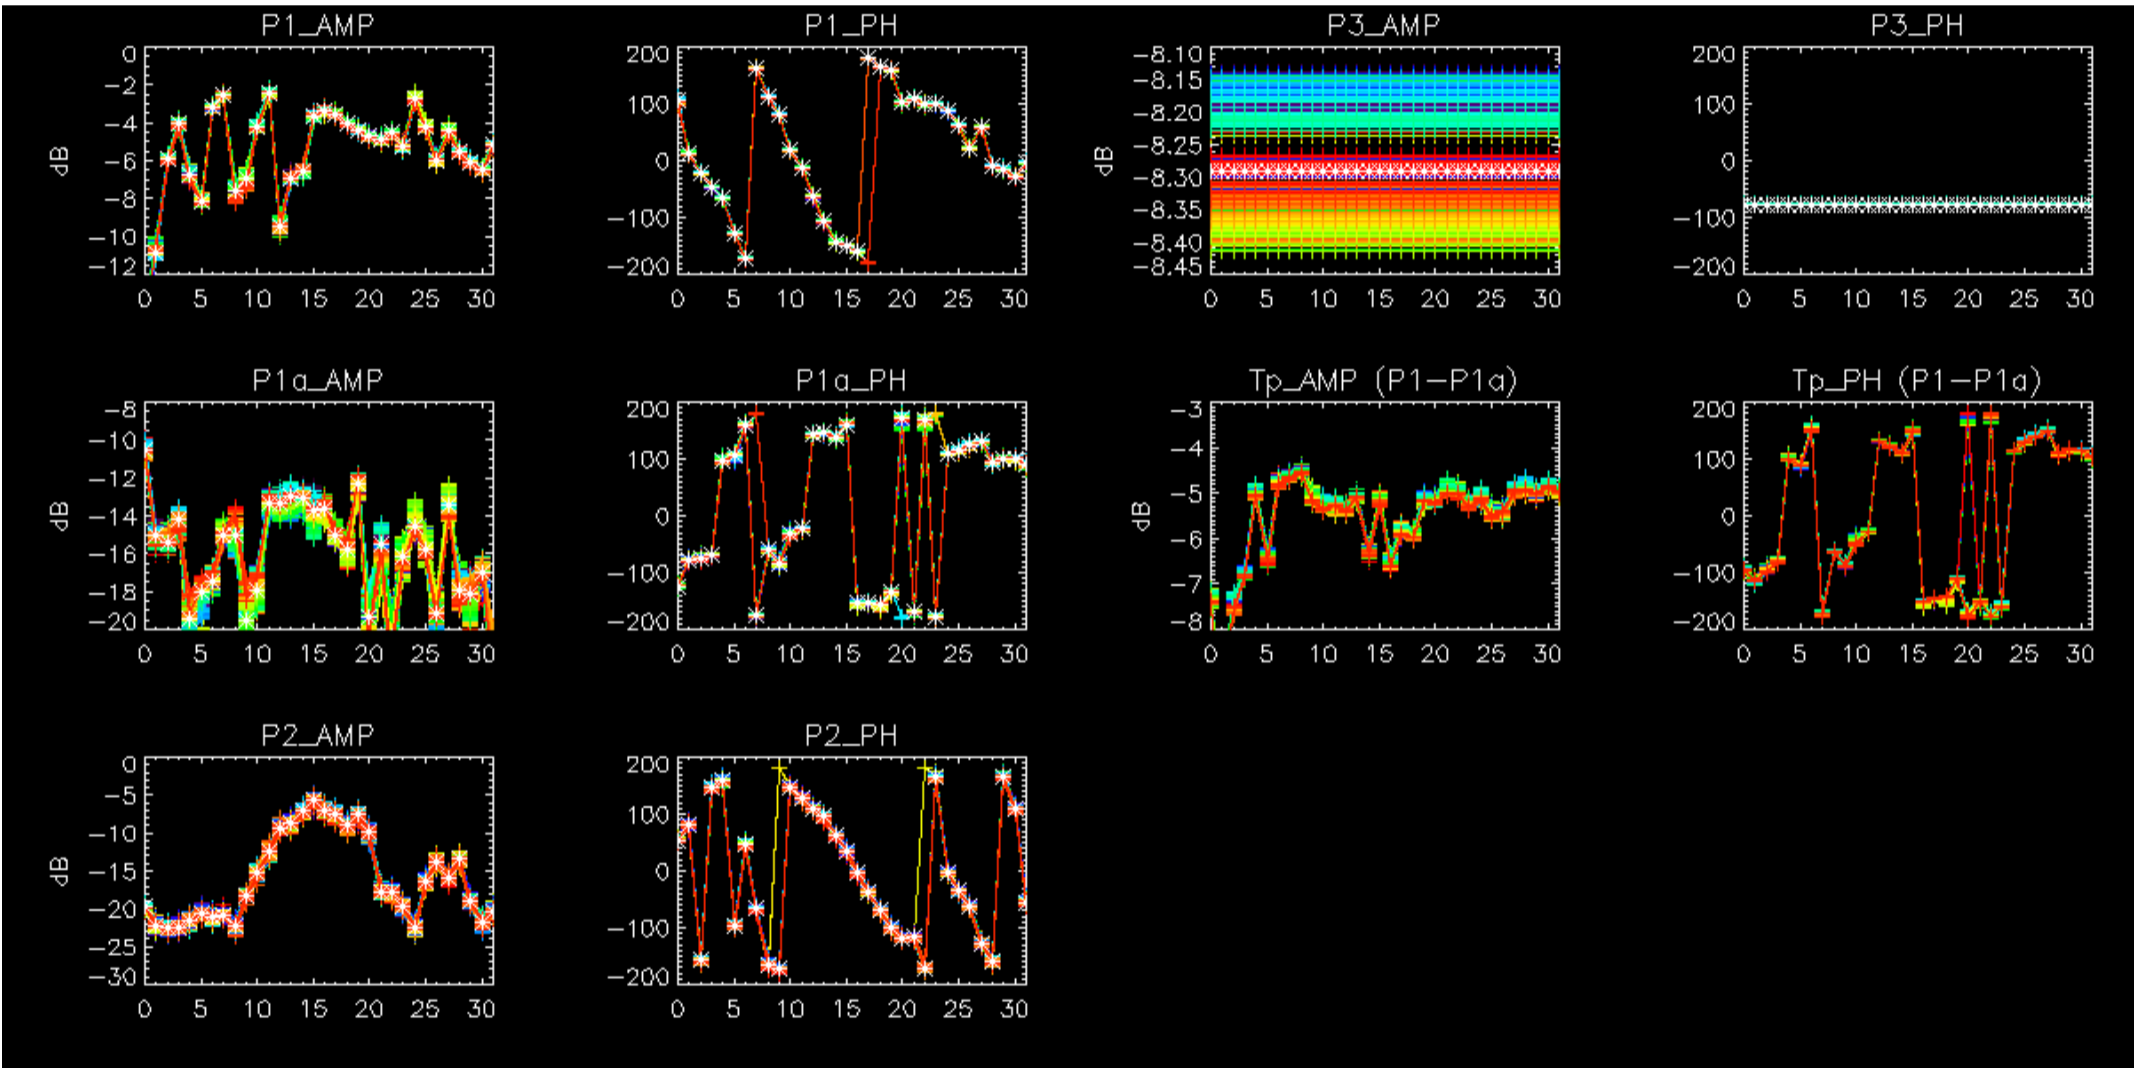 P1_AMP
dB
0
-2
-4
-6
-8
-10
-12
0 5 10 15 20 25 30
P1_PH
200
100
0
-100
-200
0 5 10 15 20 25 30
P3_AMP
dB
-8.10
-8.15
-8.20
-8.25
-8.30
-8.35
-8.40
-8.45
0 5 10 15 20 25 30
P3_PH
200
100
0
-100
-200
0 5 10 15 20 25 30
P1a_AMP
dB
-8
-10
-12
-14
-16
-18
-20
0 5 10 15 20 25 30
P1a_PH
200
100
0
-100
-200
0 5 10 15 20 25 30
Tp_AMP (P1-P1a)
dB
-3
-4
-5
-6
-7
-8
0 5 10 15 20 25 30
Tp_PH (P1-P1a)
200
100
0
-100
-200
0 5 10 15 20 25 30
P2_AMP
dB
0
-5
-10
-15
-20
-25
-30
0 5 10 15 20 25 30
P2_PH
200
100
0
-100
-200
0 5 10 15 20 25 30